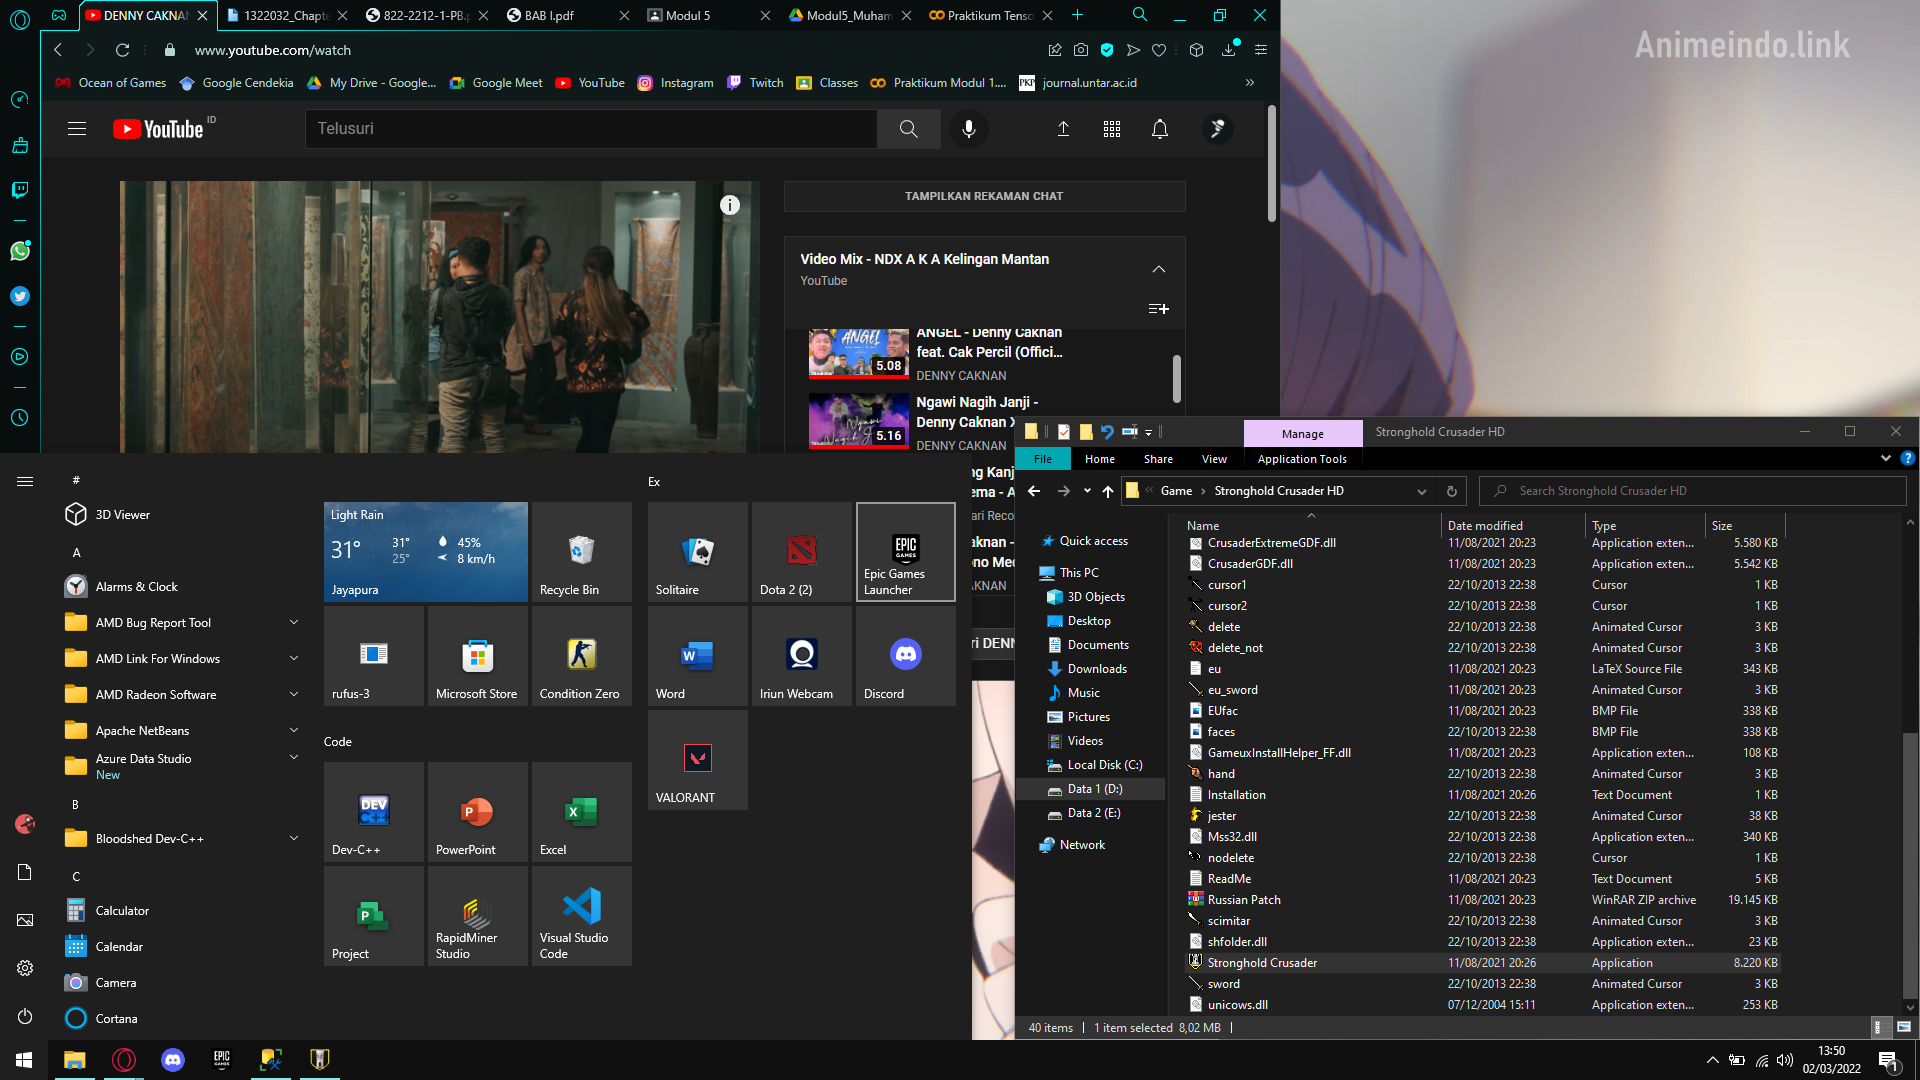 DENNY CAKNA
1322032_Chapte
822-2212-1-PB.p
BAB I.pdf
Modul 5
Modul5_Muham
Praktikum Tenso
www.youtube.com/watch
Ocean of Games
Google Cendekia
My Drive - Google...
Google Meet
YouTube
Instagram
Twitch
Classes
Praktikum Modul 1....
PKP
journal.untar.ac.id
»
Animeindo.link
YouTube ID
Telusuri
TAMPILKAN REKAMAN CHAT
Video Mix - NDX A K A Kelingan Mantan
YouTube
ANGEL
5.08
ANGEL - Denny Caknan
feat. Cak Percil (Offici...
DENNY CAKNAN
5.16
Ngawi Nagih Janji -
Denny Caknan X
DENNY CAKNAN
ng Kanj
ema - A
ari Reco
aknan -
ono Me
AKNAN
ri DENN
#
3D Viewer
A
Alarms & Clock
AMD Bug Report Tool
AMD Link For Windows
AMD Radeon Software
Apache NetBeans
Azure Data Studio
New
B
Bloodshed Dev-C++
C
Calculator
Calendar
Camera
Cortana
Light Rain
31°
31°
25°
45%
8 km/h
Jayapura
Recycle Bin
rufus-3
Microsoft Store
Condition Zero
Code
DEV
C++
Dev-C++
PowerPoint
Excel
Project
RapidMiner
Studio
Visual Studio
Code
Ex
Solitaire
Dota 2 (2)
EPIC
GAMES
Epic Games
Launcher
Word
Iriun Webcam
Discord
VALORANT
Manage
Stronghold Crusader HD
File
Home
Share
View
Application Tools
Game
Stronghold Crusader HD
Search Stronghold Crusader HD
Quick access
This PC
3D Objects
Desktop
Documents
Downloads
Music
Pictures
Videos
Local Disk (C:)
Data 1 (D:)
Data 2 (E:)
Network
Name Date modified Type Size
CrusaderExtremeGDF.dll 11/08/2021 20:23 Application exten... 5.580 KB
CrusaderGDF.dll 11/08/2021 20:23 Application exten... 5.542 KB
cursor1 22/10/2013 22:38 Cursor 1 KB
cursor2 22/10/2013 22:38 Cursor 1 KB
delete 22/10/2013 22:38 Animated Cursor 3 KB
delete_not 22/10/2013 22:38 Animated Cursor 3 KB
eu 11/08/2021 20:23 LaTeX Source File 343 KB
eu_sword 11/08/2021 20:23 Animated Cursor 3 KB
EUfac 11/08/2021 20:23 BMP File 338 KB
faces 22/10/2013 22:38 BMP File 338 KB
GameuxInstallHelper_FF.dll 11/08/2021 20:23 Application exten... 108 KB
hand 22/10/2013 22:38 Animated Cursor 3 KB
Installation 11/08/2021 20:26 Text Document 1 KB
jester 22/10/2013 22:38 Animated Cursor 38 KB
Mss32.dll 22/10/2013 22:38 Application exten... 340 KB
nodelete 22/10/2013 22:38 Cursor 1 KB
ReadMe 11/08/2021 20:23 Text Document 5 KB
Russian Patch 11/08/2021 20:23 WinRAR ZIP archive 19.145 KB
scimitar 22/10/2013 22:38 Animated Cursor 3 KB
shfolder.dll 22/10/2013 22:38 Application exten... 23 KB
Stronghold Crusader 11/08/2021 20:26 Application 8.220 KB
sword 22/10/2013 22:38 Animated Cursor 3 KB
unicows.dll 07/12/2004 15:11 Application exten... 253 KB
40 items
1 item selected 8,02 MB
EPIC
GAMES
13:50
02/03/2022
1